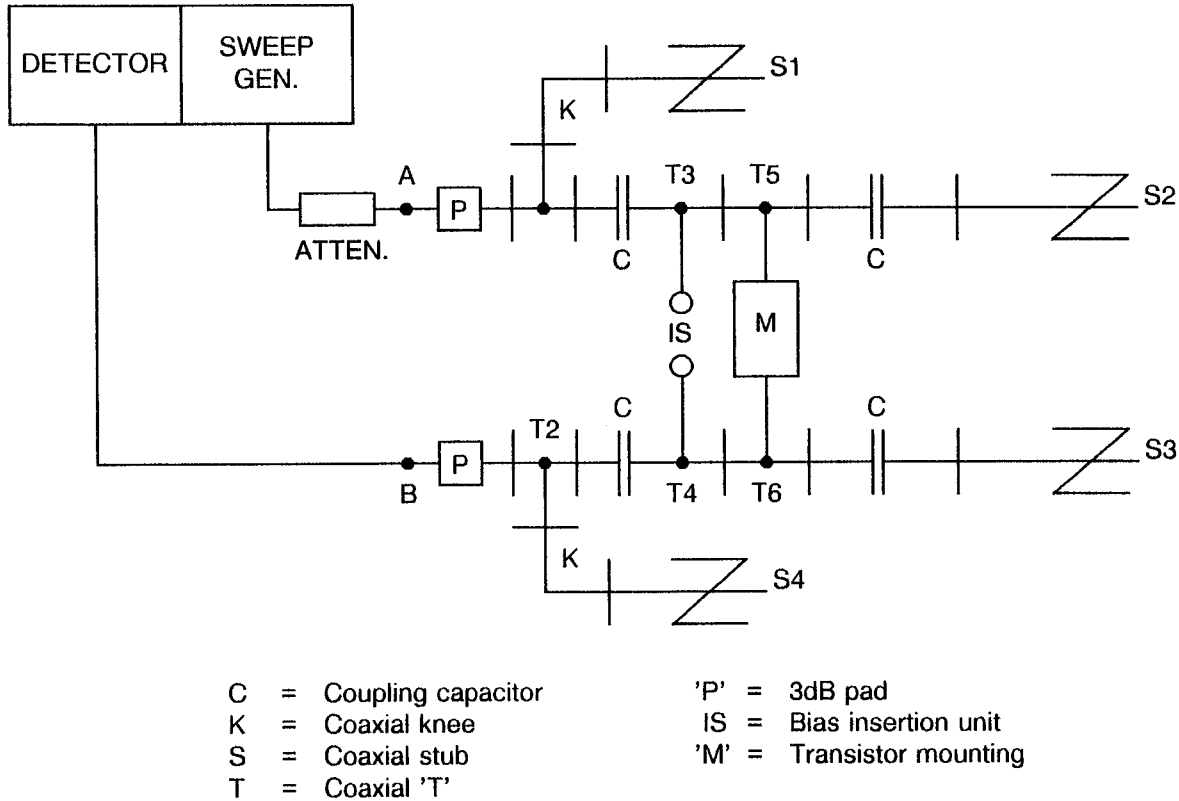 DETECTOR
SWEEP
GEN.
S1
K
A
P
ATTEN.
C
T3
T5
C
S2
IS
M
B
P
T2
C
T4
T6
C
S3
K
S4
C = Coupling capacitor
K = Coaxial knee
S = Coaxial stub
T = Coaxial 'T'
'P' = 3dB pad
IS = Bias insertion unit
'M' = Transistor mounting